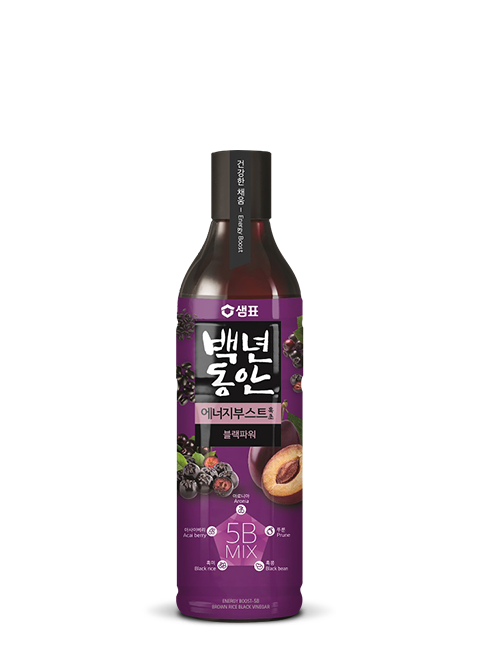 건강한 채움 - Energy Boost
샘표
백년
동안
에너지부스트 흑초
블랙파워
아로니아
Aronia
아사이베리
Acai berry
푸룬
Prune
5B
MIX
흑미
Black rice
흑콩
Black bean
ENERGY BOOST-5B
BROWN RICE BLACK VINEGAR